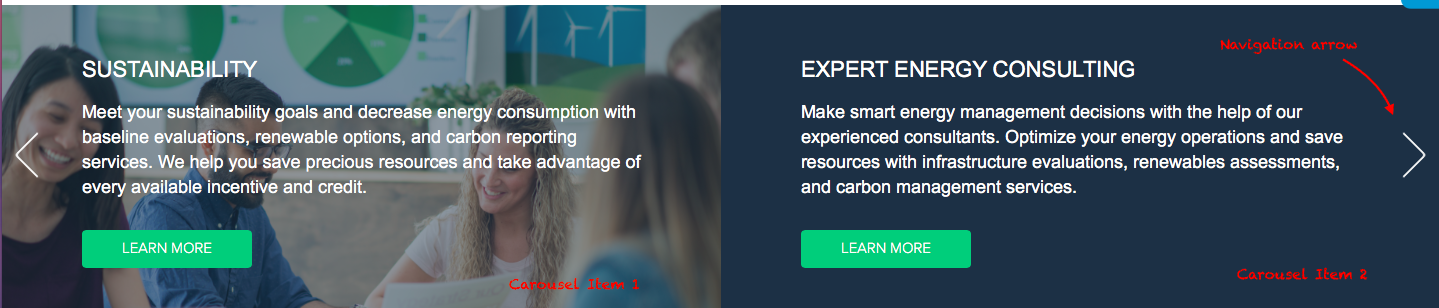 SUSTAINABILITY
Meet your sustainability goals and decrease energy consumption with
baseline evaluations, renewable options, and carbon reporting
services. We help you save precious resources and take advantage of
every available incentive and credit.
LEARN MORE
Carousel Item 1
Navigation arrow
EXPERT ENERGY CONSULTING
Make smart energy management decisions with the help of our
experienced consultants. Optimize your energy operations and save
resources with infrastructure evaluations, renewables assessments,
and carbon management services.
LEARN MORE
Carousel Item 2